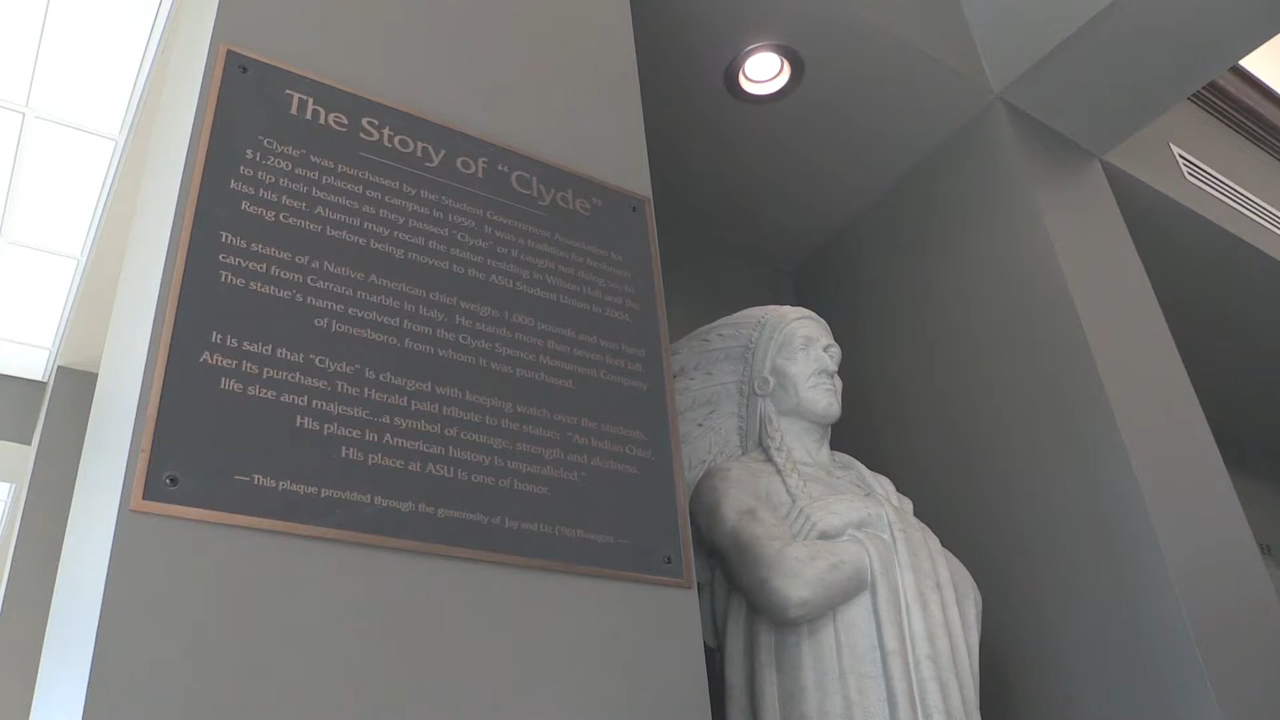 The Story of "Clyde"
"Clyde" was purchased by the Student Government Association for
$1,200 and placed on campus in 1959. It was a tradition for freshmen
to tip their beanies as they passed "Clyde" or if caught not doing so, to
kiss his feet. Alumni may recall the statue residing in Wilson Hall and the
Reng Center before being moved to the ASU Student Union in 2004.
This statue of a Native American chief weighs 1,000 pounds and was hand
carved from Carrara marble in Italy. He stands more than seven feet tall.
The statue's name evolved from the Clyde Spence Monument Company
of Jonesboro, from whom it was purchased.
It is said that "Clyde" is charged with keeping watch over the students.
After its purchase, The Herald paid tribute to the statue: "An Indian Chief,
life size and majestic...a symbol of courage, strength and alertness.
His place in American history is unparalleled."
His place at ASU is one of honor.
— This plaque provided through the generosity of Jay and Liz ('96) —